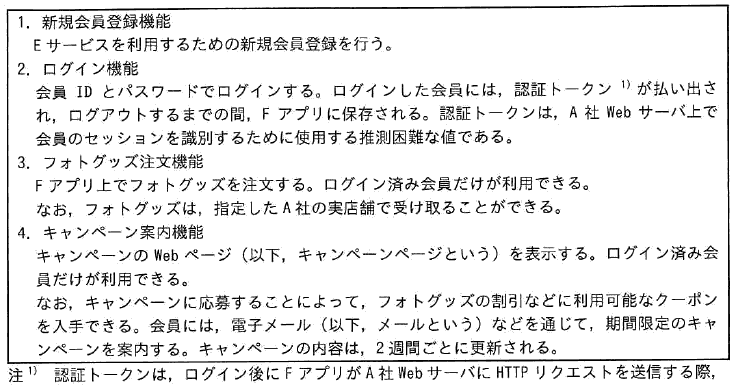 1. 新規会員登録機能
Eサービスを利用するための新規会員登録を行う。
2. ログイン機能
会員 ID とパスワードでログインする。ログインした会員には，認証トークン 1) が払い出さ
れ，ログアウトするまでの間，F アプリに保存される。認証トークンは，A 社 Web サーバ上で
会員のセッションを識別するために使用する推測困難な値である。
3. フォトグッズ注文機能
F アプリ上でフォトグッズを注文する。ログイン済み会員だけが利用できる。
なお，フォトグッズは，指定した A 社の実店舗で受け取ることができる。
4. キャンペーン案内機能
キャンペーンの Web ページ（以下，キャンペーンページという）を表示する。ログイン済み会
員だけが利用できる。
なお，キャンペーンに応募することによって，フォトグッズの割引などに利用可能なクーポン
を入手できる。会員には，電子メール（以下，メールという）などを通じて，期間限定のキャ
ンペーンを案内する。キャンペーンの内容は，2 週間ごとに更新される。
注 1) 認証トークンは，ログイン後に F アプリが A 社 Web サーバに HTTP リクエストを送信する際，